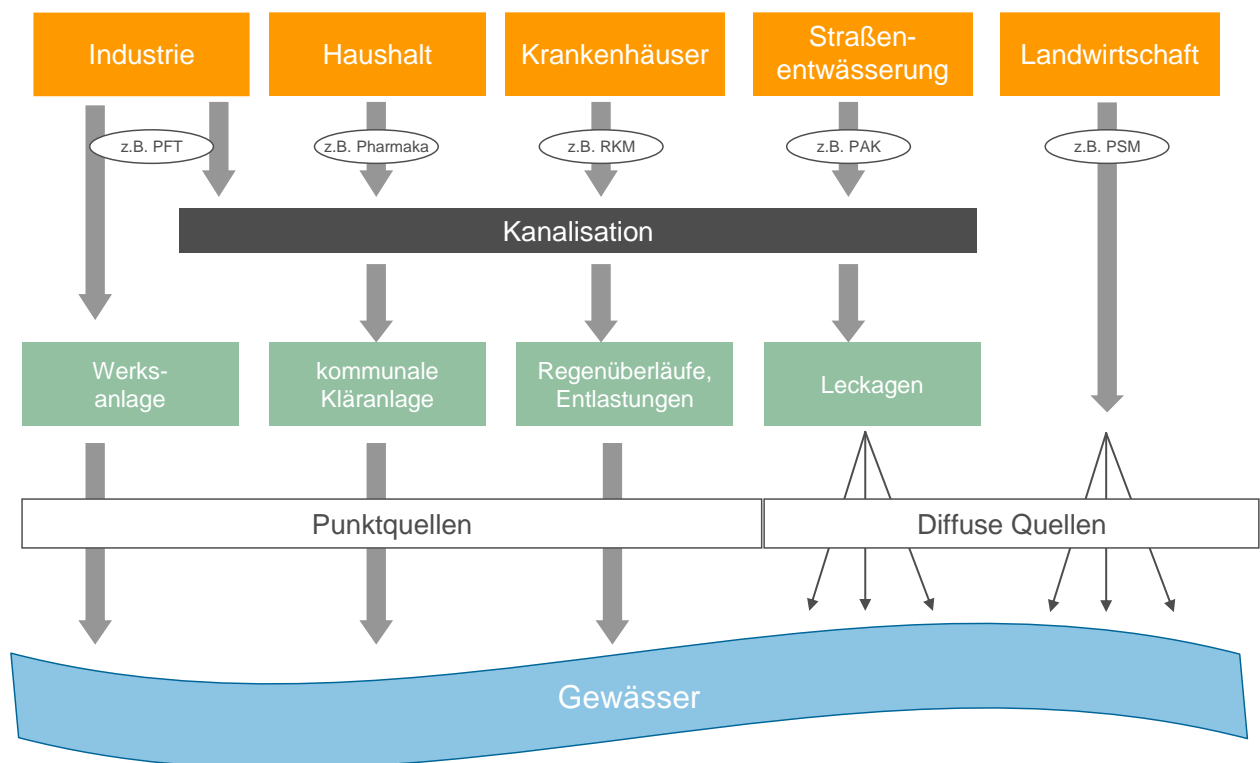 Industrie
Haushalt
Krankenhäuser
Straßen-
entwässerung
Landwirtschaft
z.B. PFT
z.B. Pharmaka
z.B. RKM
z.B. PAK
z.B. PSM
Kanalisation
Werks-
anlage
kommunale
Kläranlage
Regenüberläufe,
Entlastungen
Leckagen
Punktquellen
Diffuse Quellen
Gewässer